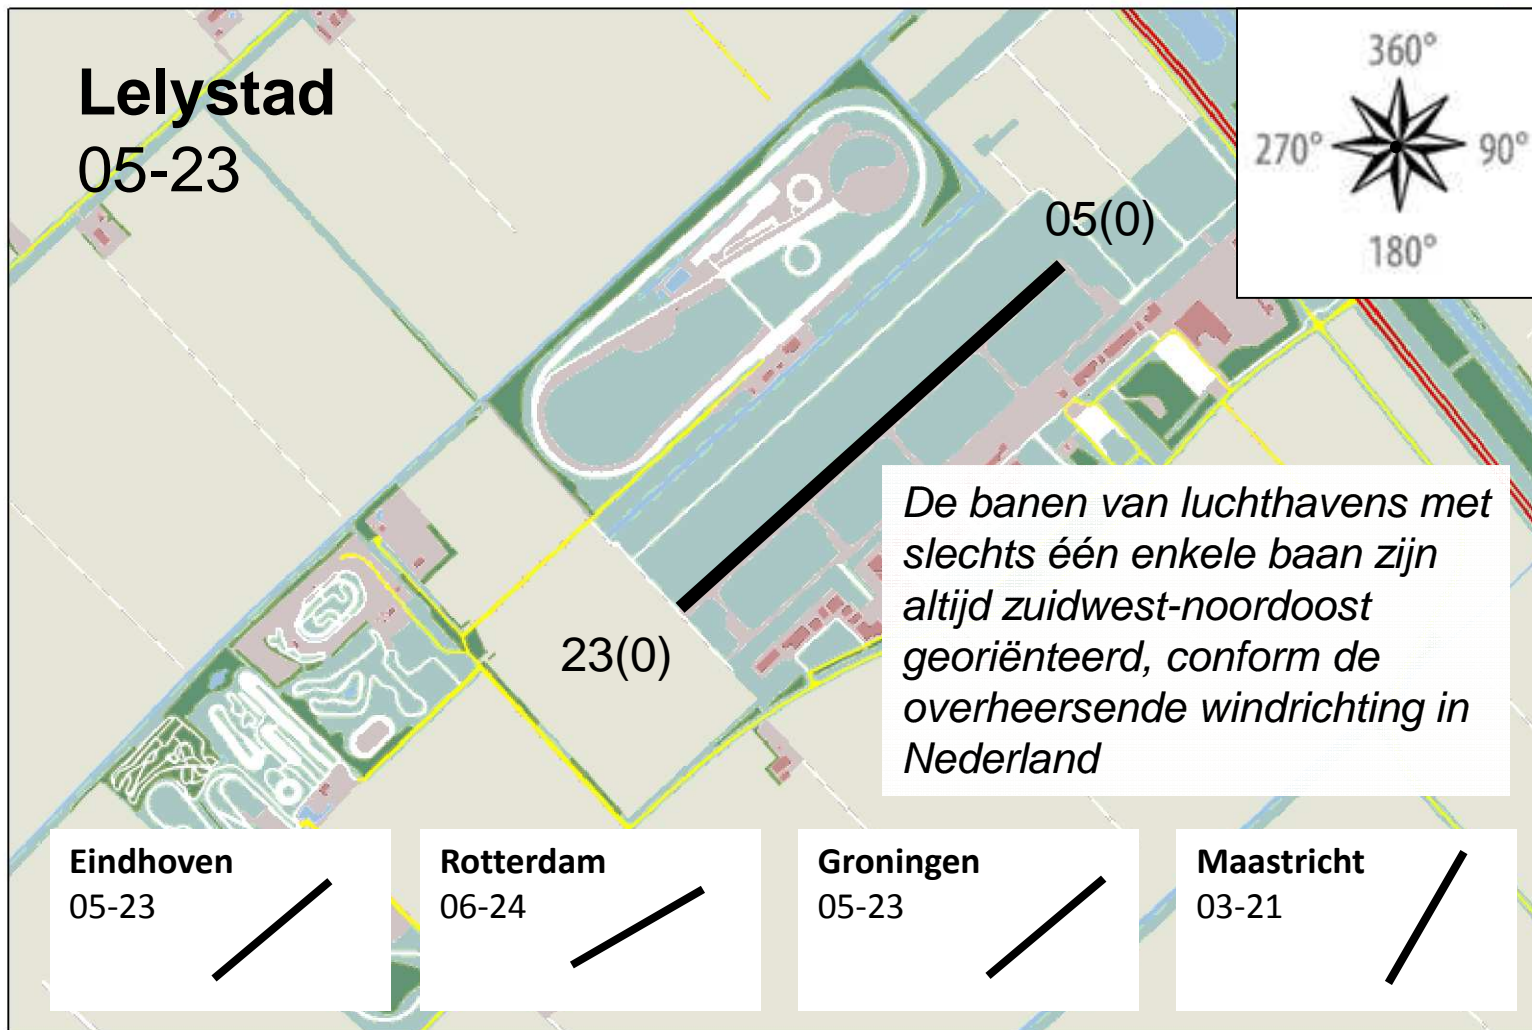 Lelystad
05-23
360°
270°
90°
180°
05(0)
23(0)
De banen van luchthavens met
slechts één enkele baan zijn
altijd zuidwest-noordoost
georiënteerd, conform de
overheersende windrichting in
Nederland
Eindhoven
05-23
Rotterdam
06-24
Groningen
05-23
Maastricht
03-21